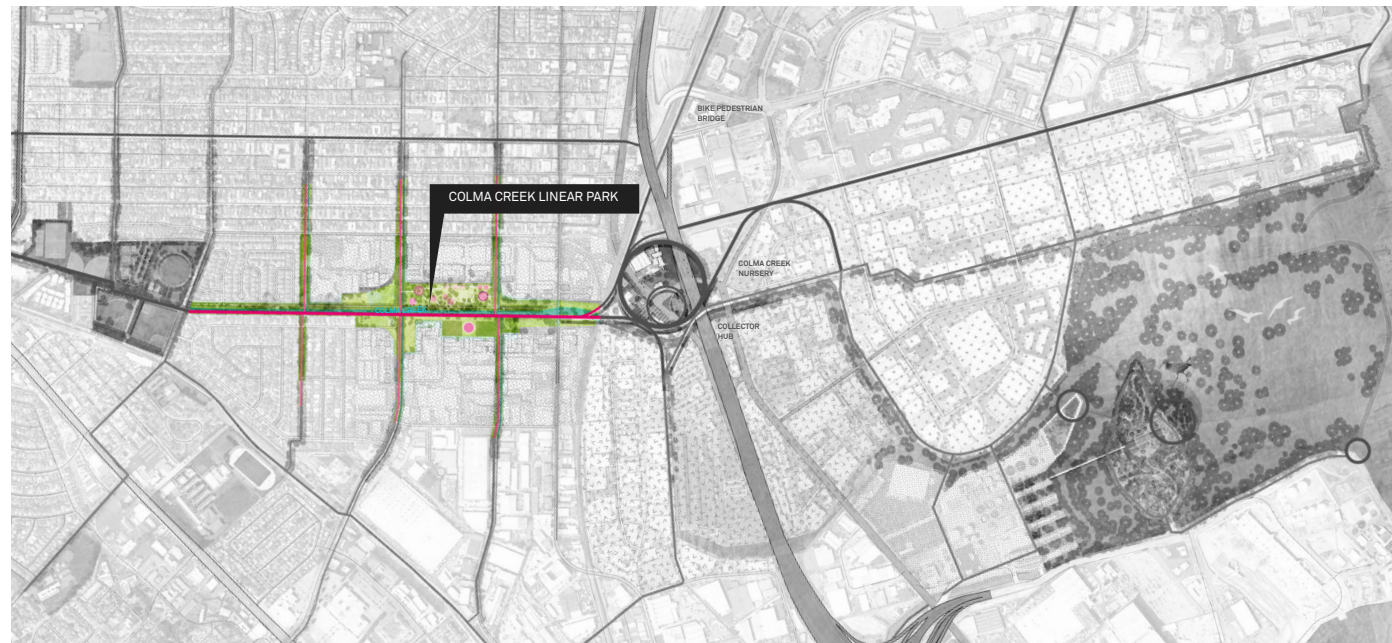 BIKE PEDESTRIAN
BRIDGE
COLMA CREEK LINEAR PARK
COLMA CREEK
NURSERY
COLLECTOR
HUB